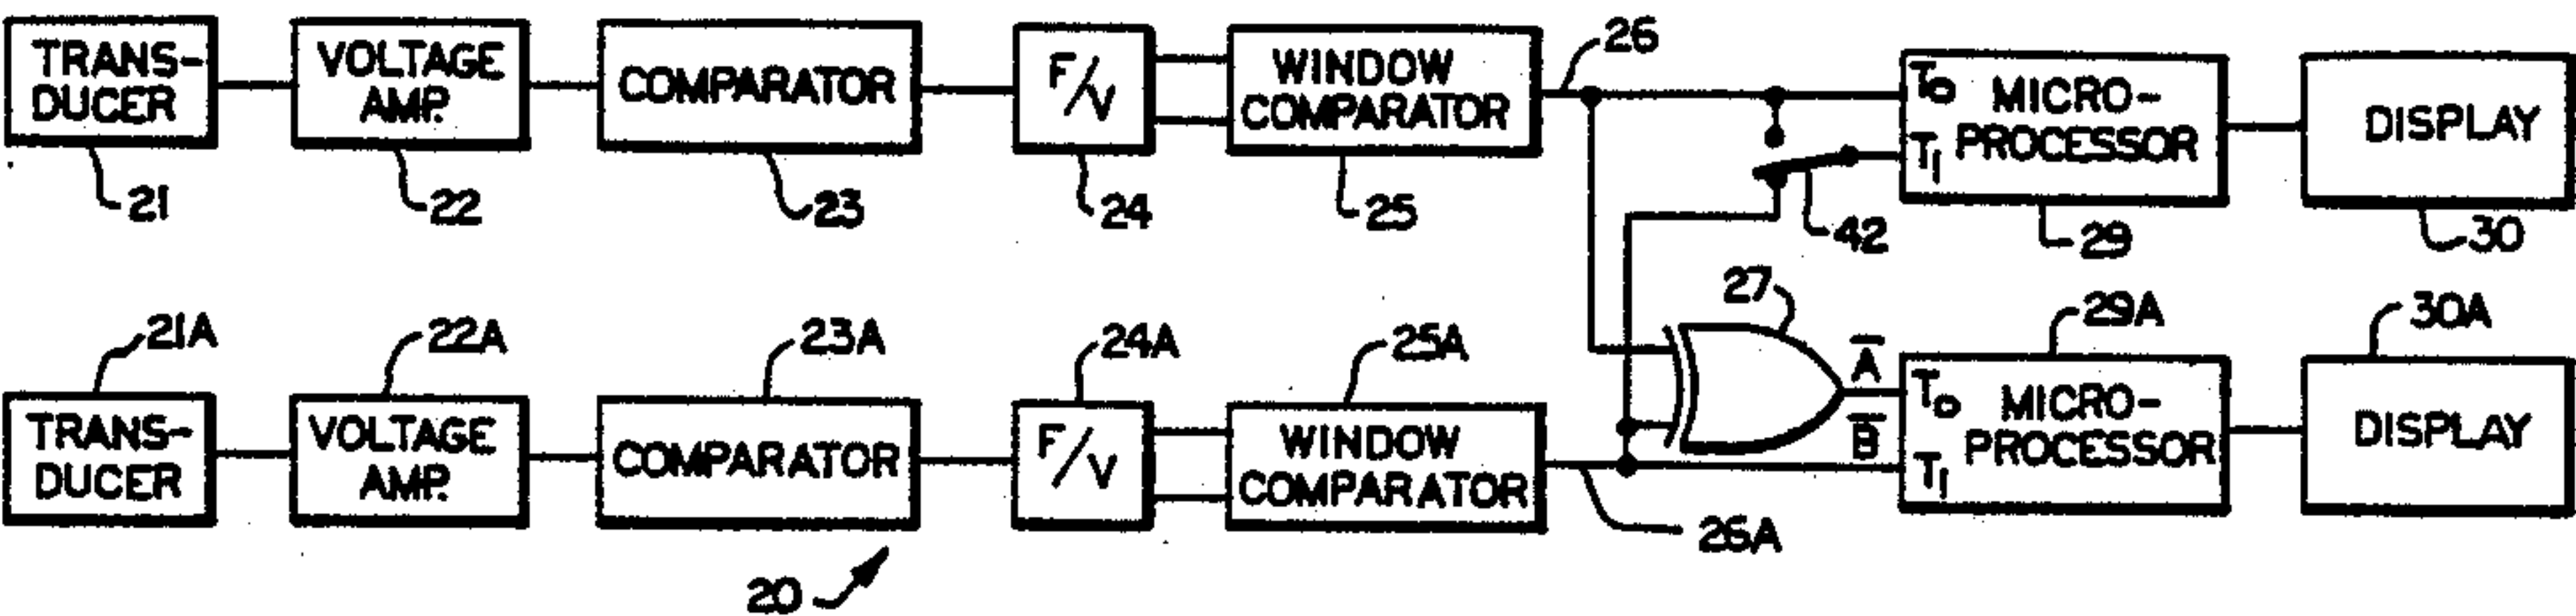 TRANS-
DUCER
VOLTAGE
AMP.
COMPARATOR
F/V
WINDOW
COMPARATOR
26
T0
T1
MICRO-
PROCESSOR
DISPLAY
21
22
23
24
25
42
29
30
27
21A
22A
23A
24A
25A
29A
30A
TRANS-
DUCER
VOLTAGE
AMP.
COMPARATOR
F/V
WINDOW
COMPARATOR
A̅
B̅
T0
T1
MICRO-
PROCESSOR
DISPLAY
26A
20